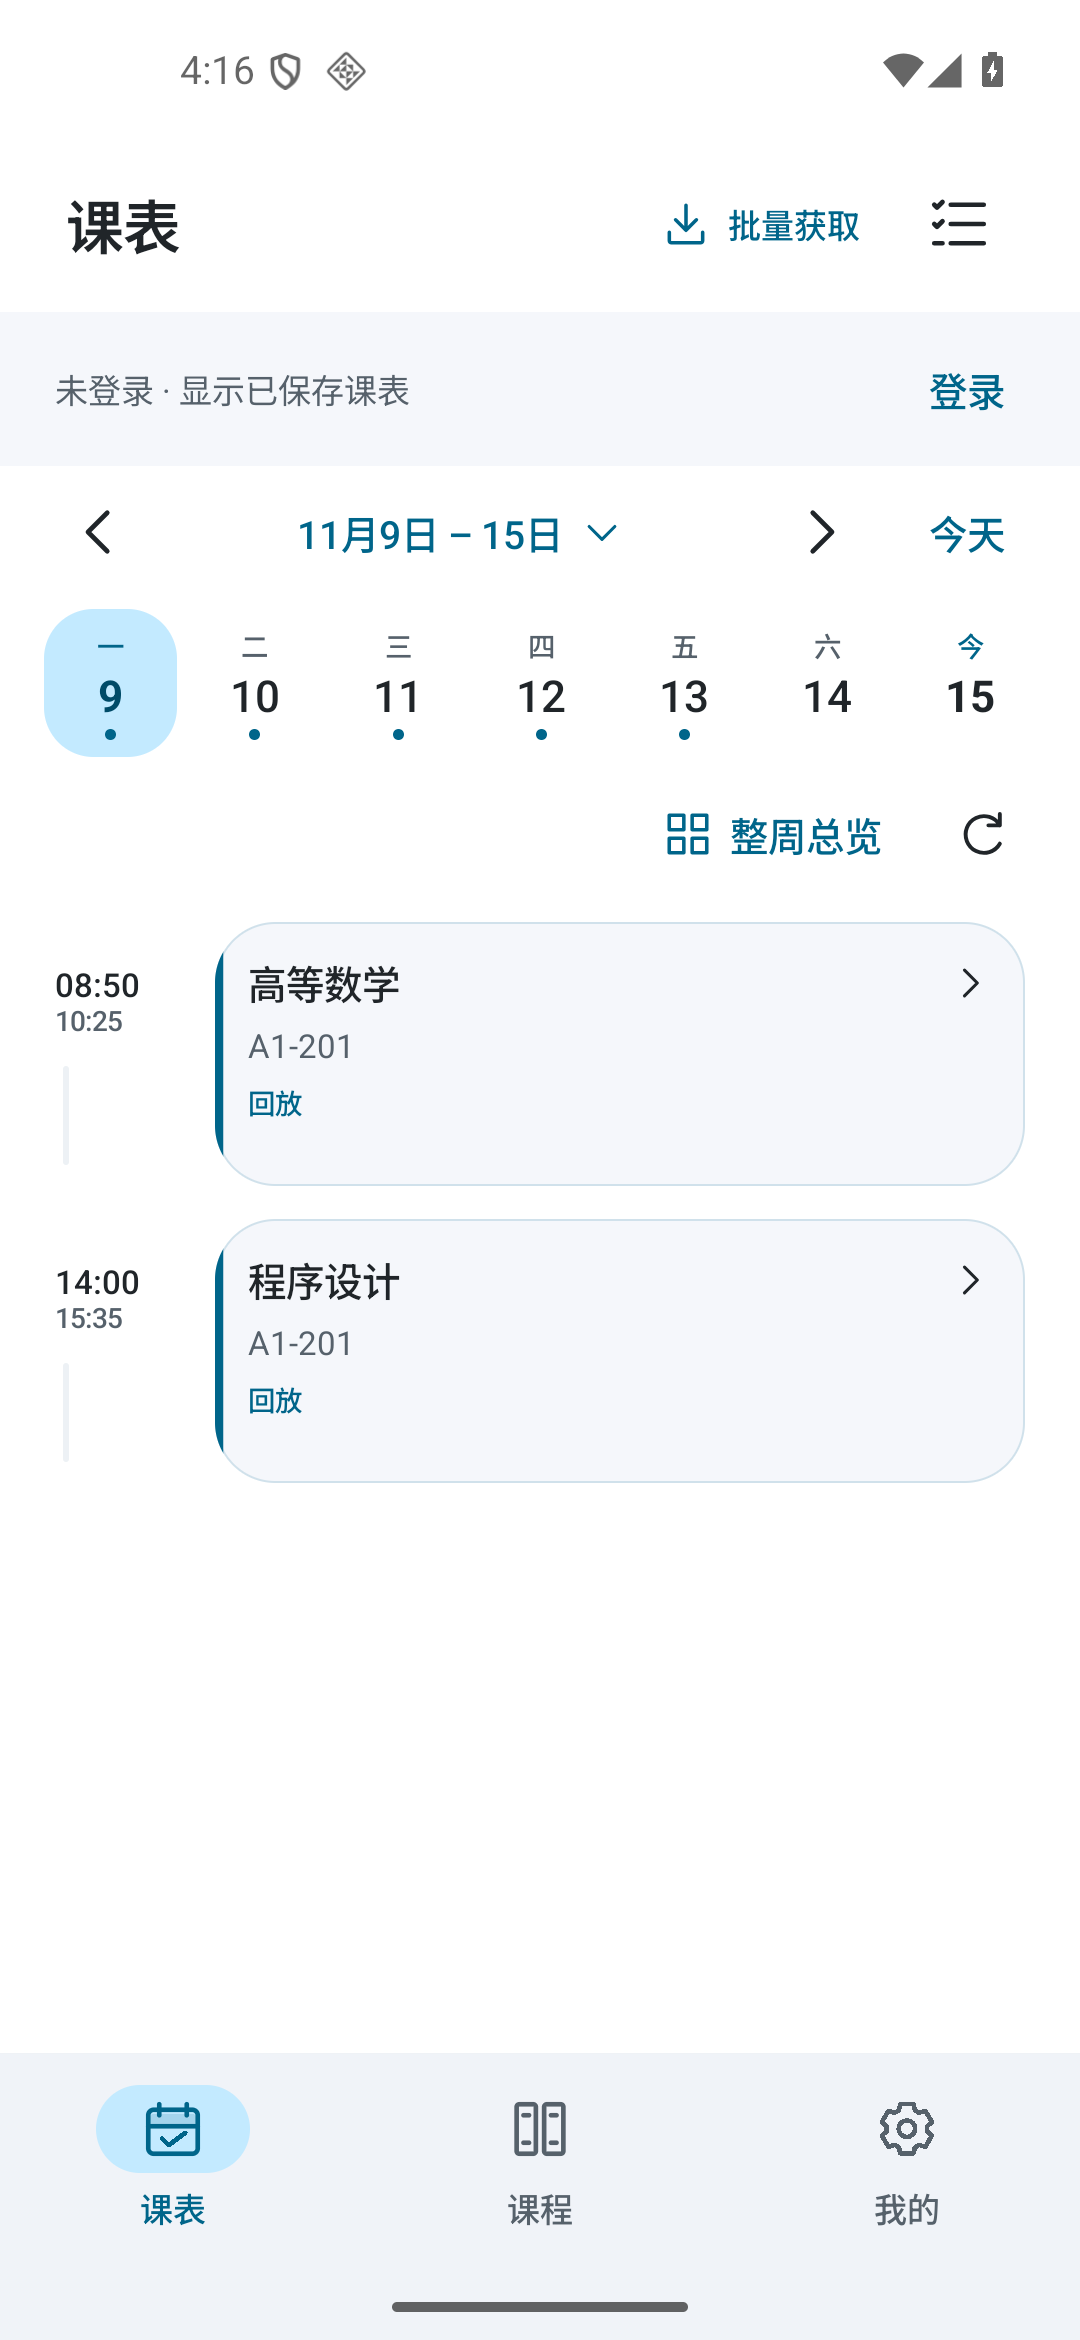 4:16
课表
批量获取
未登录 · 显示已保存课表
登录
11月9日 – 15日
今天
一 二 三 四 五 六 今
9 10 11 12 13 14 15
整周总览
08:50
10:25
高等数学
A1-201
回放
14:00
15:35
程序设计
A1-201
回放
课表
课程
我的